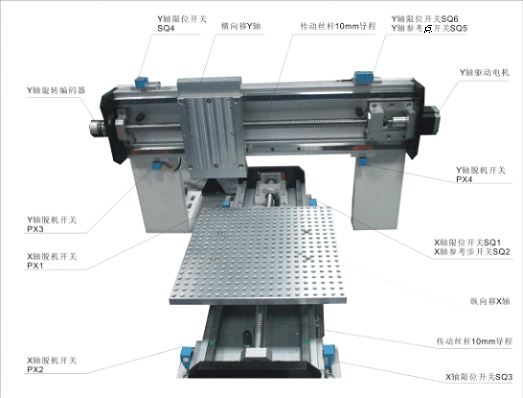 Y轴限位开关
SQ4
横向移Y轴
传动丝杆10mm导程
Y轴限位开关SQ6
Y轴参考步开关SQ5
Y轴旋转编码器
Y轴驱动电机
Y轴脱机开关
PX4
Y轴脱机开关
PX3
X轴脱机开关
PX1
X轴限位开关SQ1
X轴参考步开关SQ2
纵向移X轴
传动丝杆10mm导程
X轴脱机开关
PX2
X轴限位开关SQ3